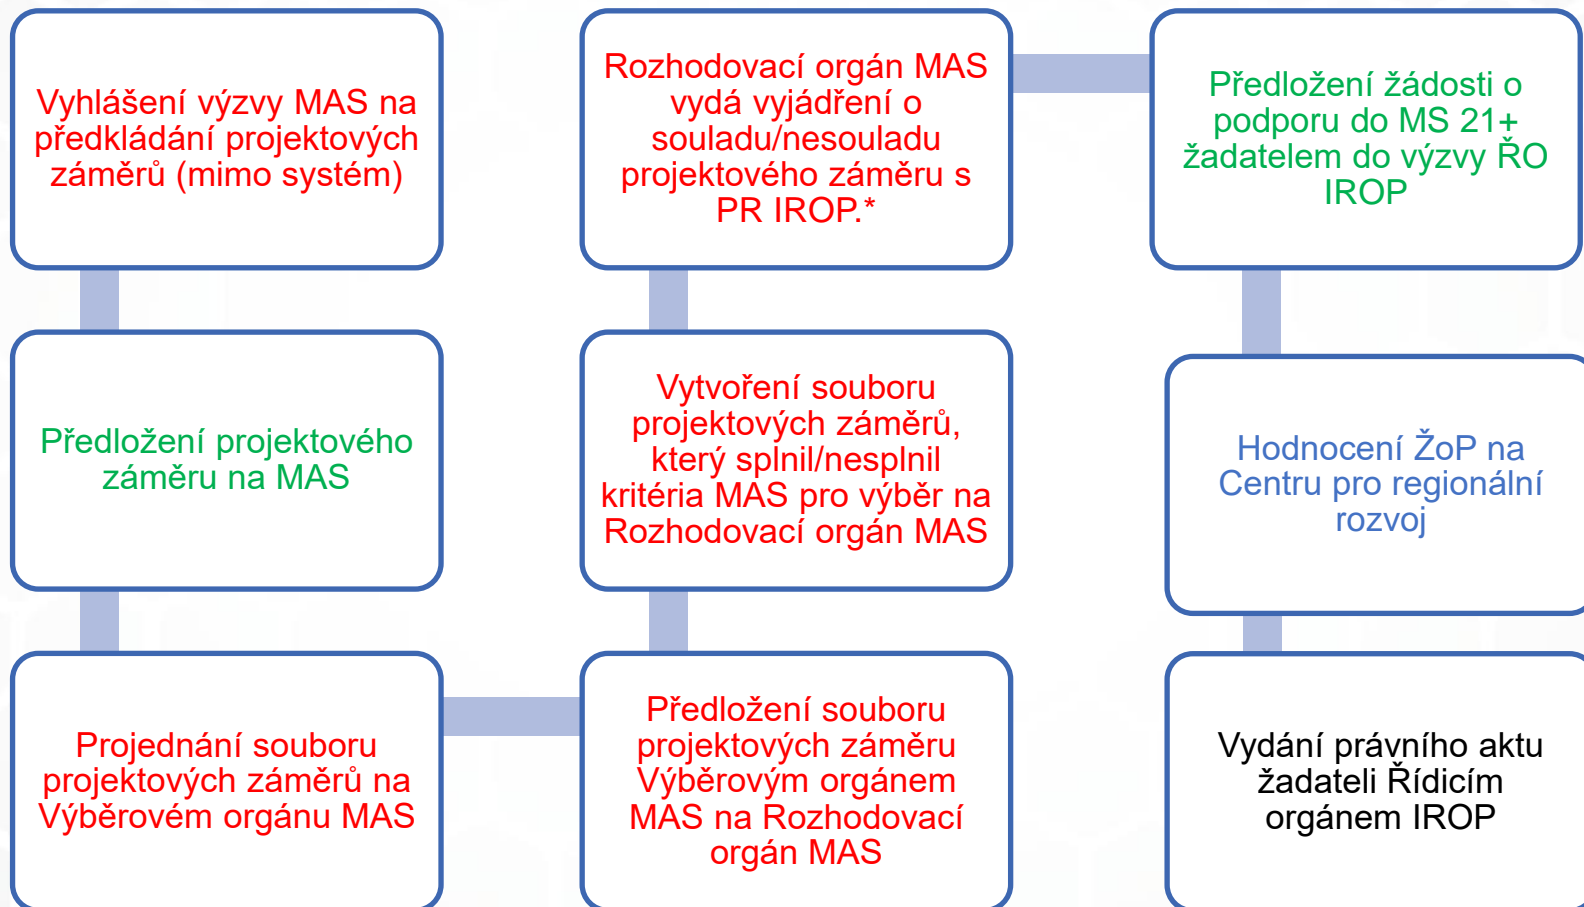 Vyhlášení výzvy MAS na
předkládání projektových
záměrů (mimo systém)
Předložení projektového
záměru na MAS
Projednání souboru
projektových záměrů na
Výběrovém orgánu MAS
Předložení souboru
projektových záměru
Výběrovým orgánem
MAS na Rozhodovací
orgán MAS
Vytvoření souboru
projektových záměrů,
který splnil/nesplnil
kritéria MAS pro výběr na
Rozhodovací orgán MAS
Rozhodovací orgán MAS
vydá vyjádření o
souladu/nesouladu
projektového záměru s
PR IROP.*
Předložení žádosti o
podporu do MS 21+
žadatelem do výzvy ŘO
IROP
Hodnocení ŽoP na
Centru pro regionální
rozvoj
Vydání právního aktu
žadateli Řídicím
orgánem IROP